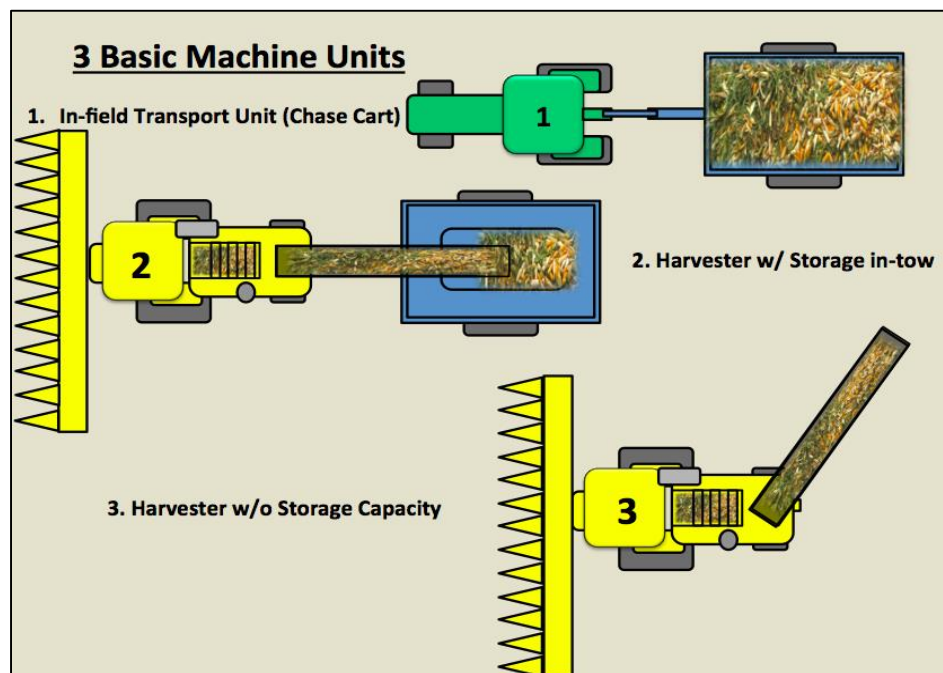 3 Basic Machine Units
1. In-field Transport Unit (Chase Cart)
1
2
2. Harvester w/ Storage in-tow
3. Harvester w/o Storage Capacity
3